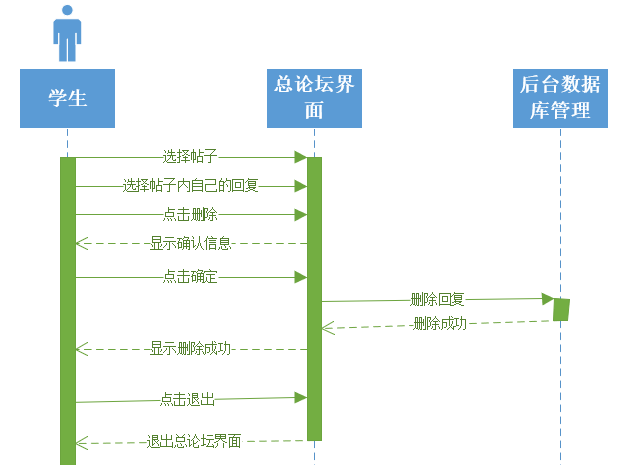 学生
总论坛界
面
后台数据
库管理
选择帖子
选择帖子内自己的回复
点击删除
显示确认信息
点击确定
删除回复
删除成功
显示删除成功
点击退出
退出总论坛界面